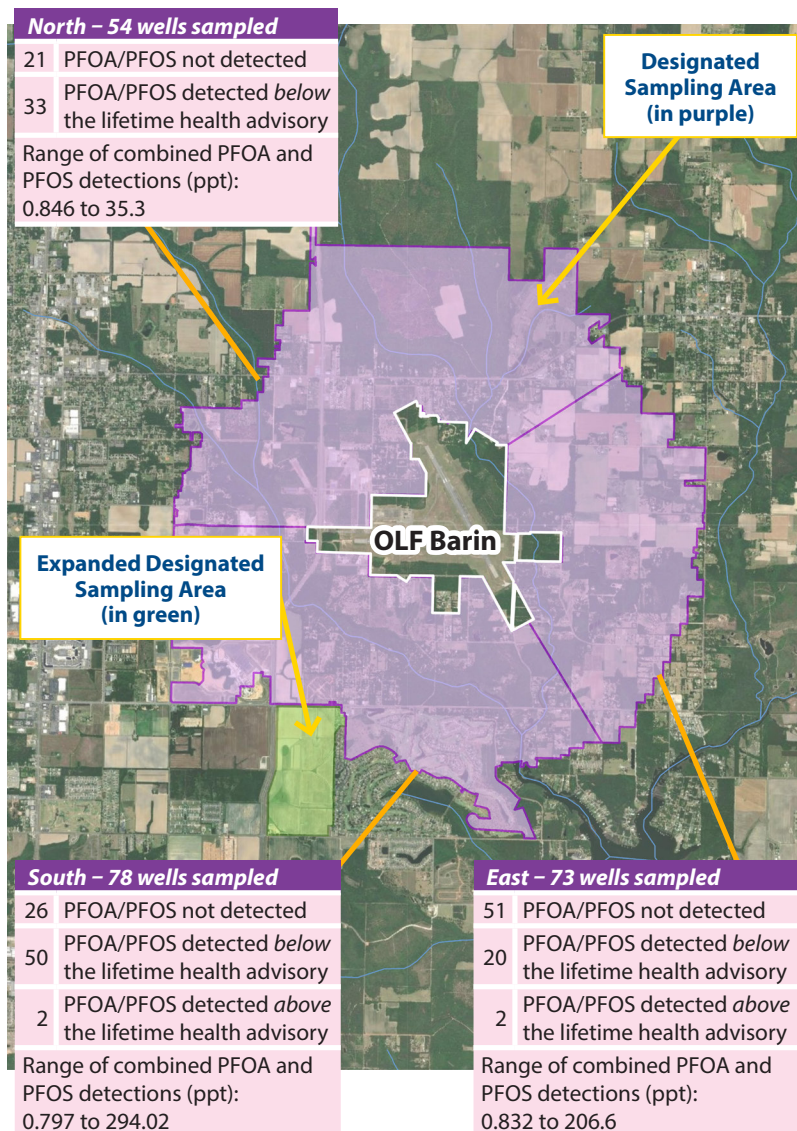 North – 54 wells sampled
21 PFOA/PFOS not detected
33 PFOA/PFOS detected below
the lifetime health advisory
Range of combined PFOA and
PFOS detections (ppt):
0.846 to 35.3
Designated
Sampling Area
(in purple)
OLF Barin
Expanded Designated
Sampling Area
(in green)
South – 78 wells sampled
26 PFOA/PFOS not detected
50 PFOA/PFOS detected below
the lifetime health advisory
2 PFOA/PFOS detected above
the lifetime health advisory
Range of combined PFOA and
PFOS detections (ppt):
0.797 to 294.02
East – 73 wells sampled
51 PFOA/PFOS not detected
20 PFOA/PFOS detected below
the lifetime health advisory
2 PFOA/PFOS detected above
the lifetime health advisory
Range of combined PFOA and
PFOS detections (ppt):
0.832 to 206.6